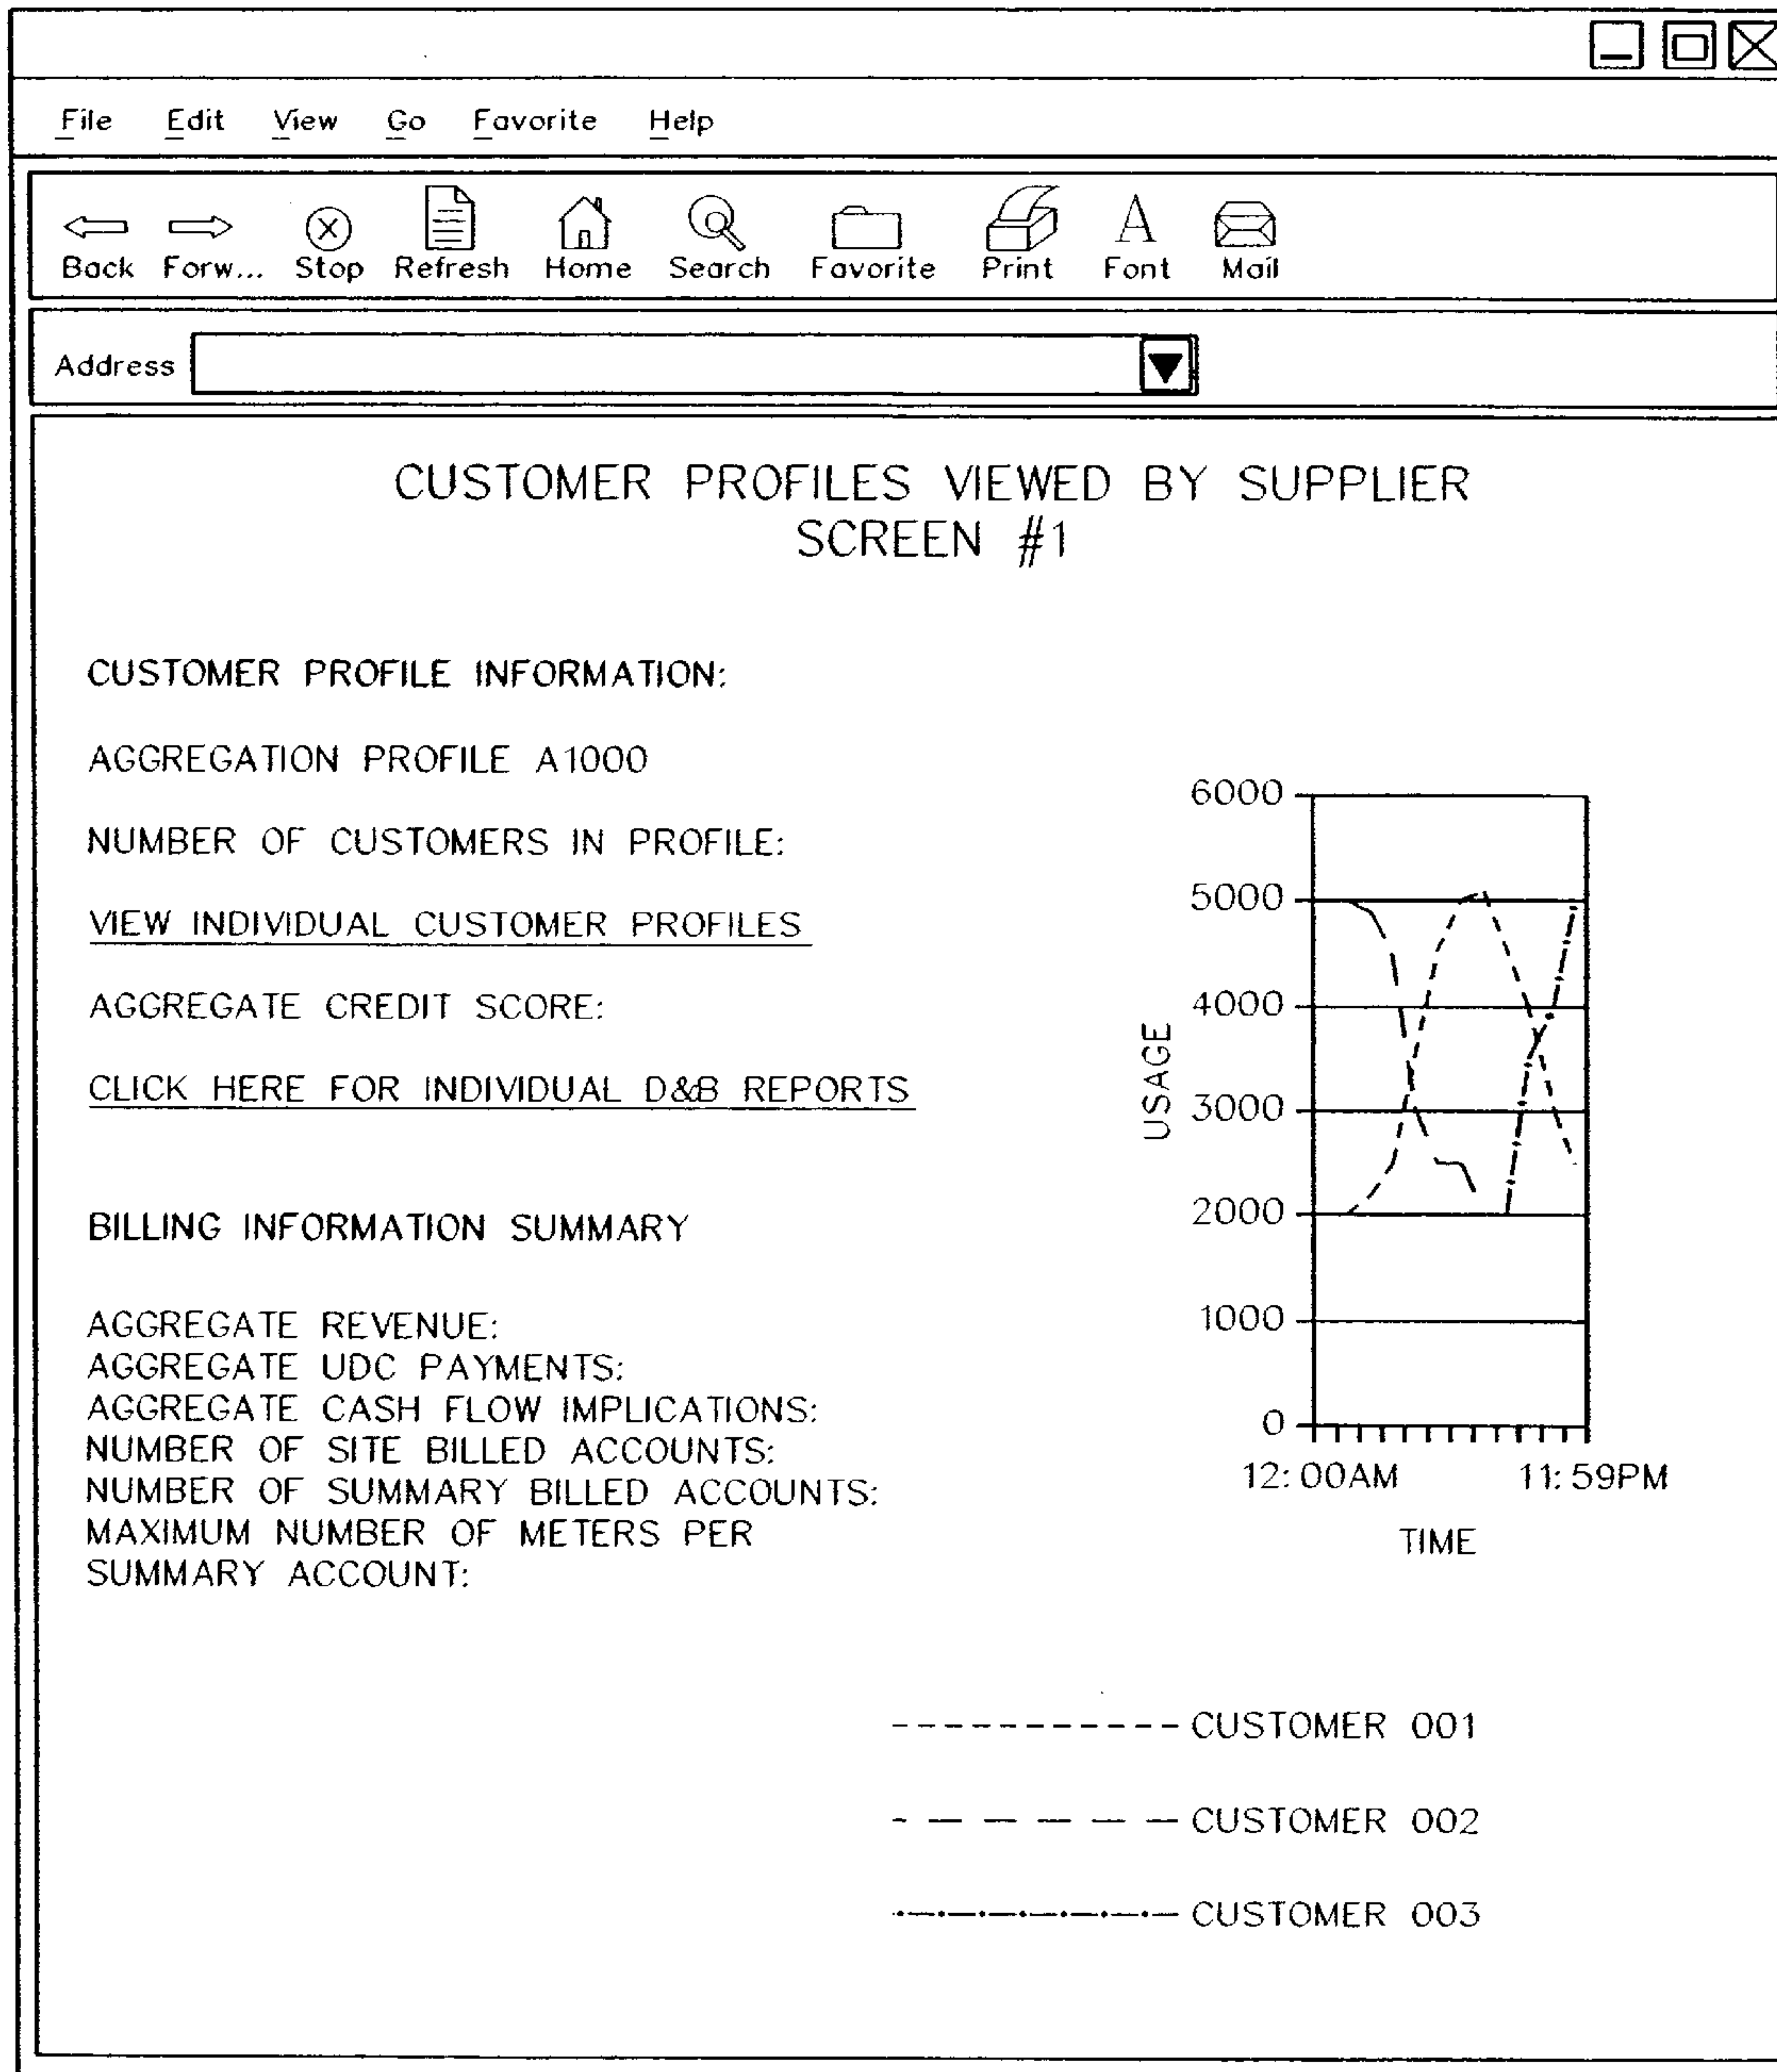 File Edit View Go Favorite Help
Back Forw... Stop Refresh Home Search Favorite Print Font Mail
Address
CUSTOMER PROFILES VIEWED BY SUPPLIER
SCREEN #1
CUSTOMER PROFILE INFORMATION:
AGGREGATION PROFILE A1000
NUMBER OF CUSTOMERS IN PROFILE:
VIEW INDIVIDUAL CUSTOMER PROFILES
AGGREGATE CREDIT SCORE:
CLICK HERE FOR INDIVIDUAL D&B REPORTS
BILLING INFORMATION SUMMARY
AGGREGATE REVENUE:
AGGREGATE UDC PAYMENTS:
AGGREGATE CASH FLOW IMPLICATIONS:
NUMBER OF SITE BILLED ACCOUNTS:
NUMBER OF SUMMARY BILLED ACCOUNTS:
MAXIMUM NUMBER OF METERS PER
SUMMARY ACCOUNT:
6000
5000
4000
3000
2000
1000
0
USAGE
12:00AM 11:59PM
TIME
CUSTOMER 001
CUSTOMER 002
CUSTOMER 003